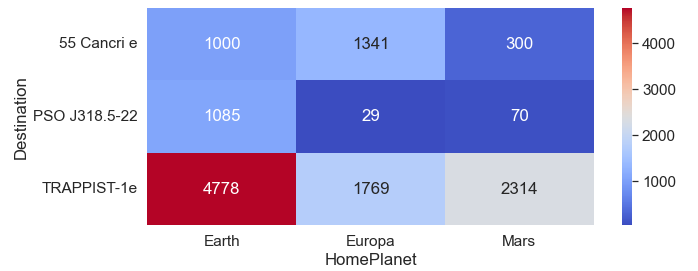 55 Cancri e 1000 1341 300
PSO J318.5-22 1085 29 70
TRAPPIST-1e 4778 1769 2314
Earth Europa Mars
HomePlanet
Destination
4000
3000
2000
1000